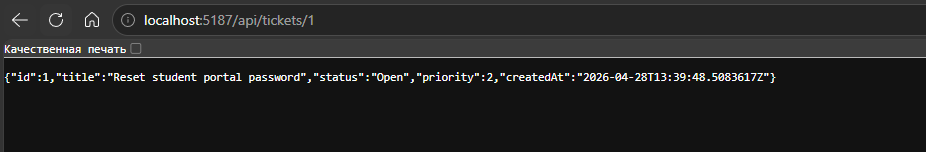 localhost:5187/api/tickets/1
Качественная печать
{"id":1,"title":"Reset student portal password","status":"Open","priority":2,"createdAt":"2026-04-28T13:39:48.5083617Z"}